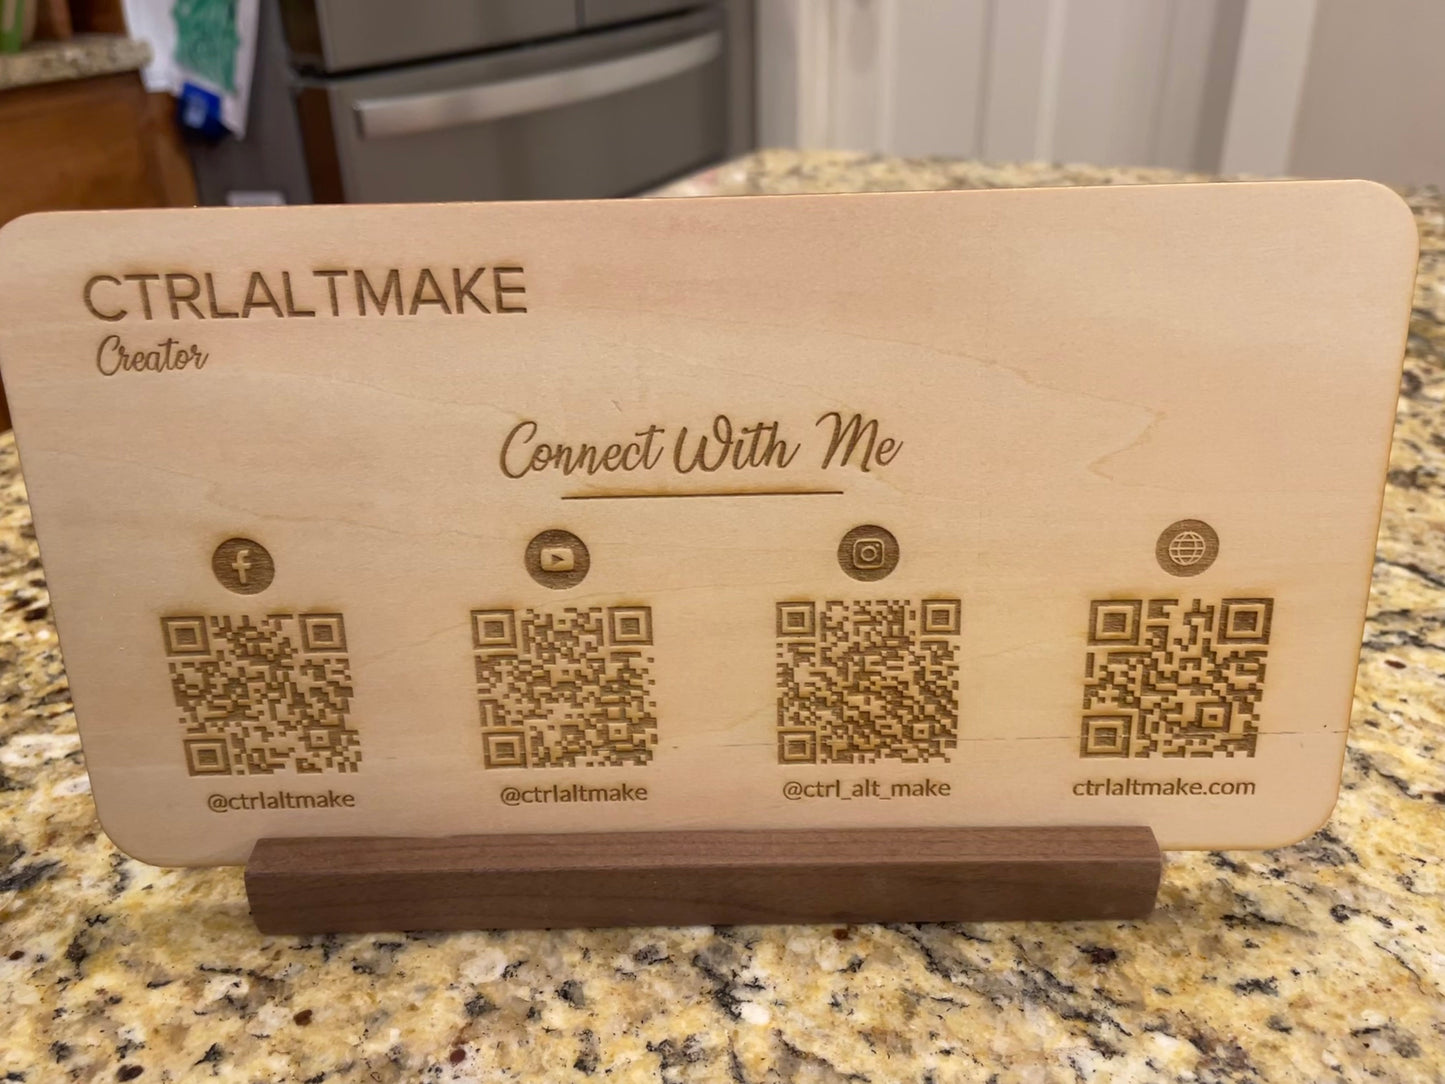 CTRLALTMAKE
Creator
Connect With Me
@ctrlaltmake
@ctrlaltmake
@ctrl_alt_make
ctrlaltmake.com